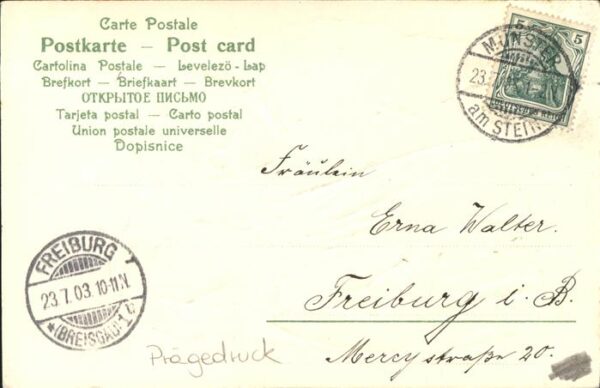 Carte Postale
Postkarte – Post card
Cartolina Postale – Levelező-Lap
Brefkort – Briefkaart – Brevkort
ОТКРЫТОЕ ПИСЬМО
Tarjeta postal – Carto postal
Union postale universelle
Dopisnice
5 5
MÜNSTER
23.
am STEIN
Fräulein
Erna Walter.
Freiburg i. B.
Mercystraße 20.
FREIBURG
23.7.03.10-11N.
*(BREISGAU)
Prägedruck